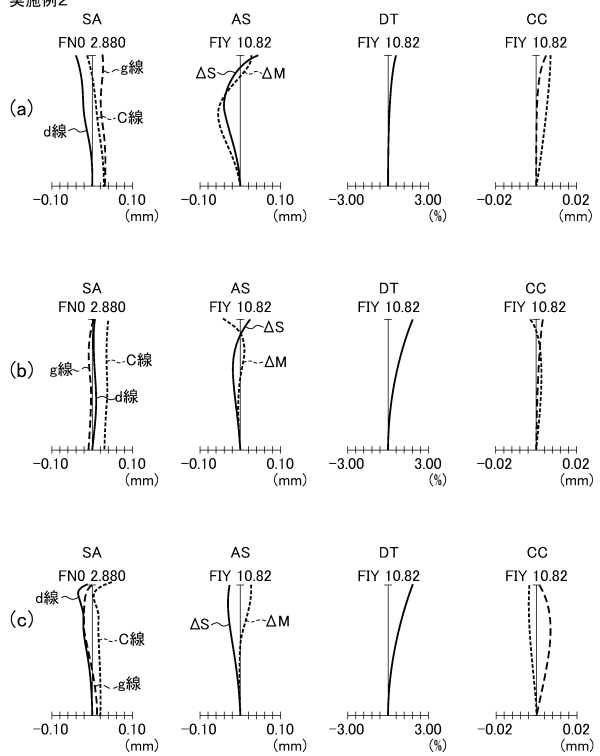 実施例2
SA AS DT CC
FNO 2.880 FIY 10.82 FIY 10.82 FIY 10.82
g線 ΔS ΔM
(a)
C線
d線
-0.10 0.10 -0.10 0.10 -3.00 3.00 -0.02 0.02
(mm) (mm) (%) (mm)
SA AS DT CC
FNO 2.880 FIY 10.82 FIY 10.82 FIY 10.82
ΔS
(b) g線 C線 ΔM
d線
-0.10 0.10 -0.10 0.10 -3.00 3.00 -0.02 0.02
(mm) (mm) (%) (mm)
SA AS DT CC
FNO 2.880 FIY 10.82 FIY 10.82 FIY 10.82
d線
(c) ΔS ΔM
C線
g線
-0.10 0.10 -0.10 0.10 -3.00 3.00 -0.02 0.02
(mm) (mm) (%) (mm)